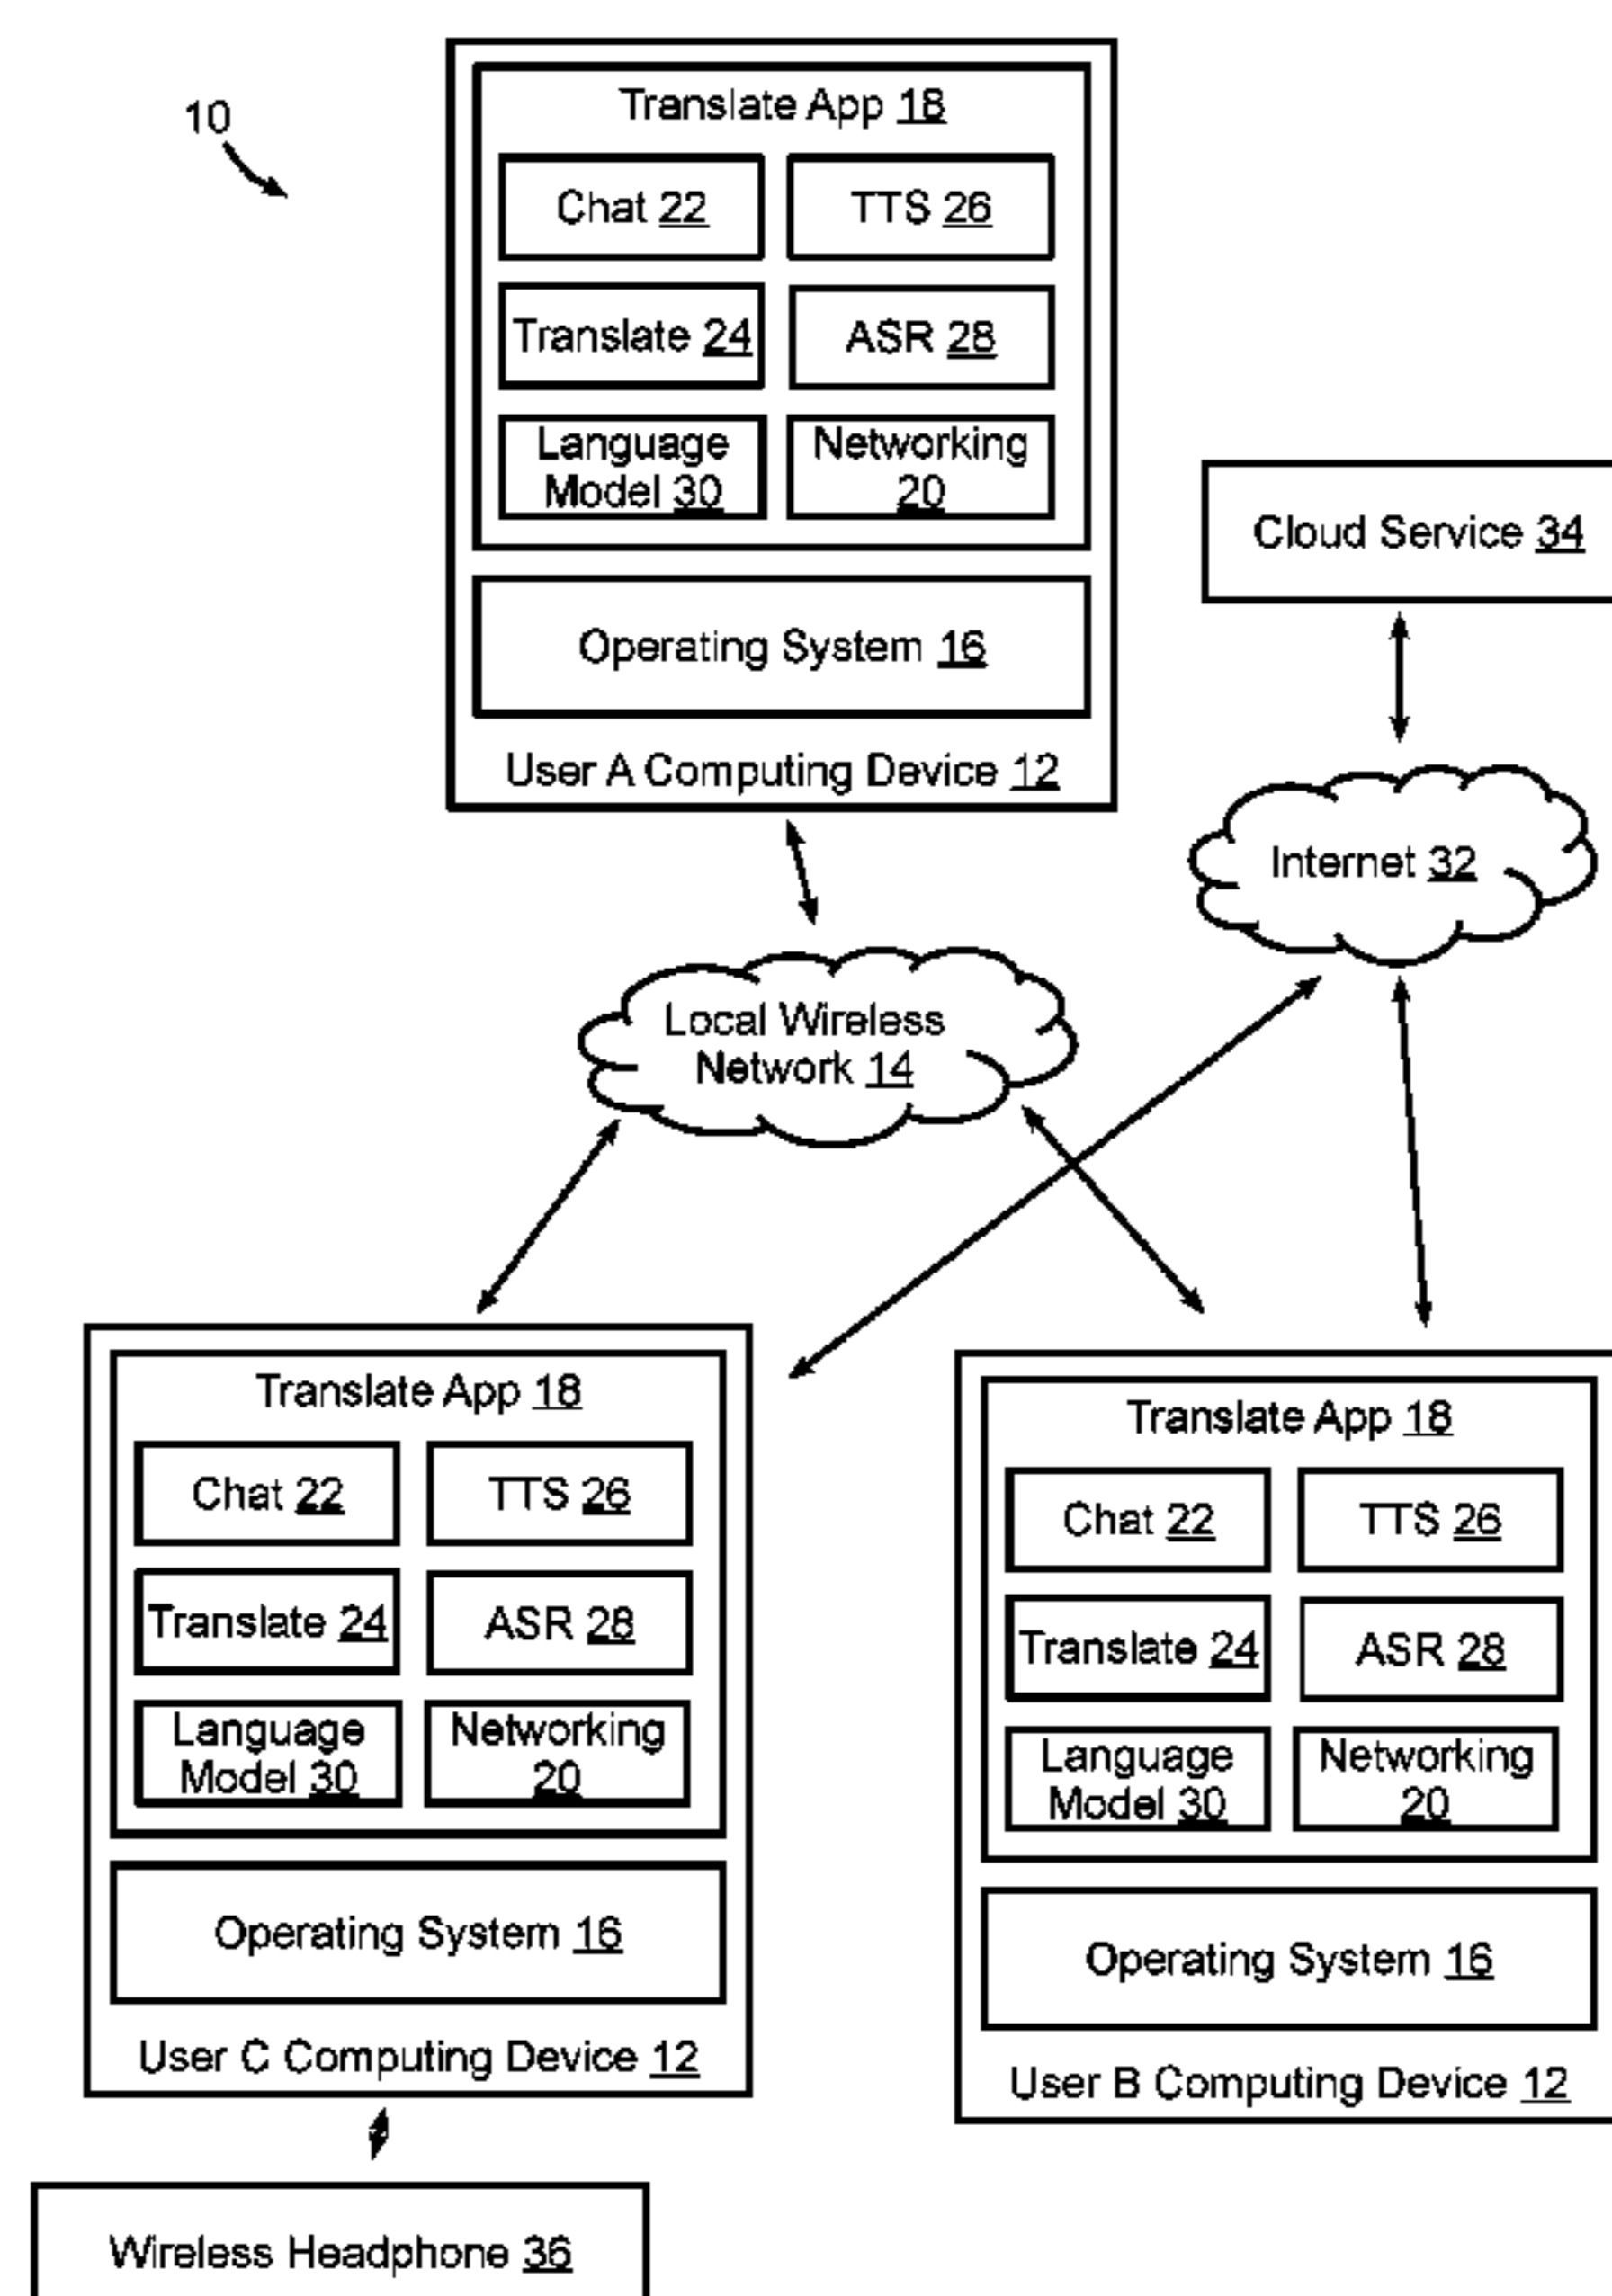 10
Translate App 18
Chat 22
TTS 26
Translate 24
ASR 28
Language
Model 30
Networking
20
Operating System 16
User A Computing Device 12
Cloud Service 34
Internet 32
Local Wireless
Network 14
Translate App 18
Chat 22
TTS 26
Translate 24
ASR 28
Language
Model 30
Networking
20
Operating System 16
User C Computing Device 12
Translate App 18
Chat 22
TTS 26
Translate 24
ASR 28
Language
Model 30
Networking
20
Operating System 16
User B Computing Device 12
Wireless Headphone 36